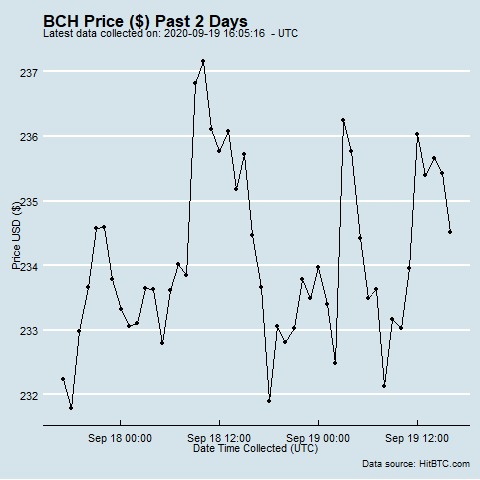 BCH Price ($) Past 2 Days
Latest data collected on: 2020-09-19 16:05:16 - UTC
237
236
235
234
233
232
Price USD ($)
Sep 18 00:00 Sep 18 12:00 Sep 19 00:00 Sep 19 12:00
Date Time Collected (UTC)
Data source: HitBTC.com